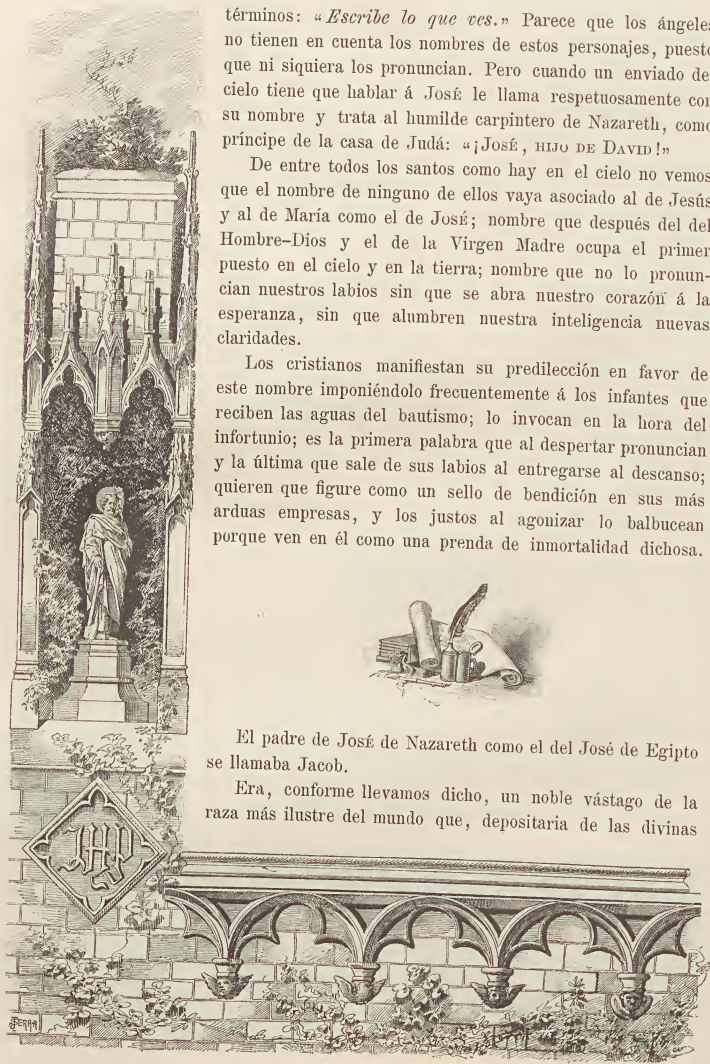 términos: «Escribe lo que ves.» Parece que los ángeles
no tienen en cuenta los nombres de estos personajes, puesto
que ni siquiera los pronuncian. Pero cuando un enviado del
cielo tiene que hablar á JOSÉ le llama respetuosamente con
su nombre y trata al humilde carpintero de Nazareth, como
príncipe de la casa de Judá: «¡JOSÉ, HIJO DE DAVID!»
De entre todos los santos como hay en el cielo no vemos
que el nombre de ninguno de ellos vaya asociado al de Jesús
y al de María como el de JOSÉ; nombre que después del del
Hombre-Dios y el de la Virgen Madre ocupa el primer
puesto en el cielo y en la tierra; nombre que no lo pronun-
cian nuestros labios sin que se abra nuestro corazón á la
esperanza, sin que alumbren nuestra inteligencia nuevas
claridades.
Los cristianos manifiestan su predilección en favor de
este nombre imponiéndolo frecuentemente á los infantes que
reciben las aguas del bautismo; lo invocan en la hora del
infortunio; es la primera palabra que al despertar pronuncian
y la última que sale de sus labios al entregarse al descanso;
quieren que figure como un sello de bendición en sus más
arduas empresas, y los justos al agonizar lo balbucean
porque ven en él como una prenda de inmortalidad dichosa.
El padre de JOSÉ de Nazareth como el del José de Egipto
se llamaba Jacob.
Era, conforme llevamos dicho, un noble vástago de la
raza más ilustre del mundo que, depositaria de las divinas